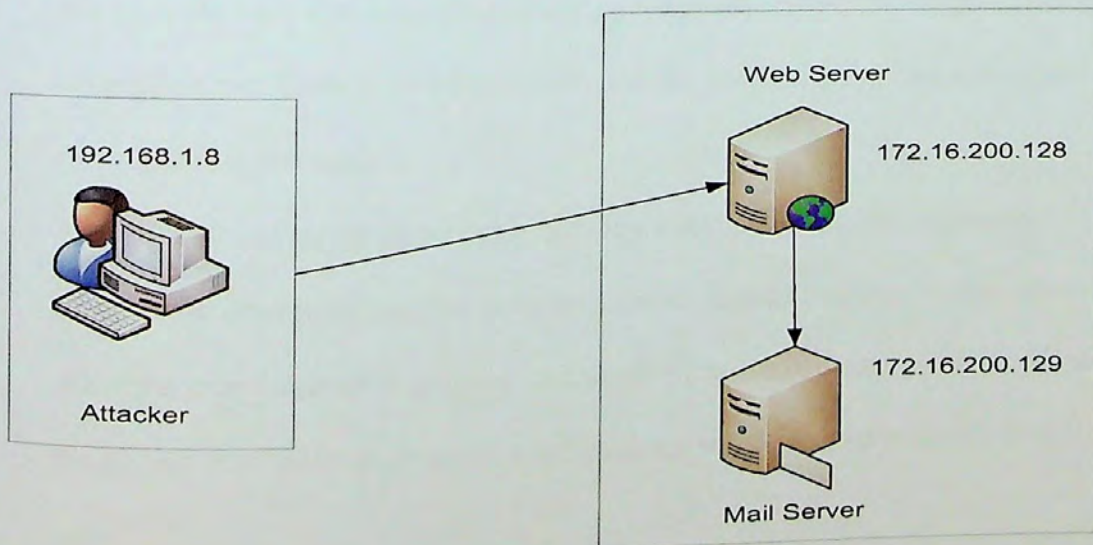 192.168.1.8
Attacker
Web Server
172.16.200.128
172.16.200.129
Mail Server